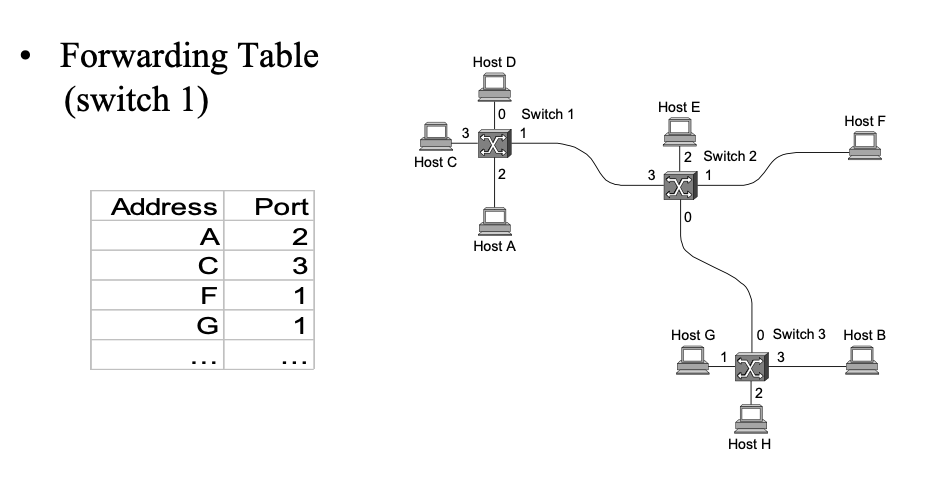 • Forwarding Table
(switch 1)
Address Port
A 2
C 3
F 1
G 1
... ...
Host D
0 Switch 1
3 1
Host C
2
Host A
Host E
Host F
2 Switch 2
3 1
0
Host G 0 Switch 3 Host B
1 3
2
Host H